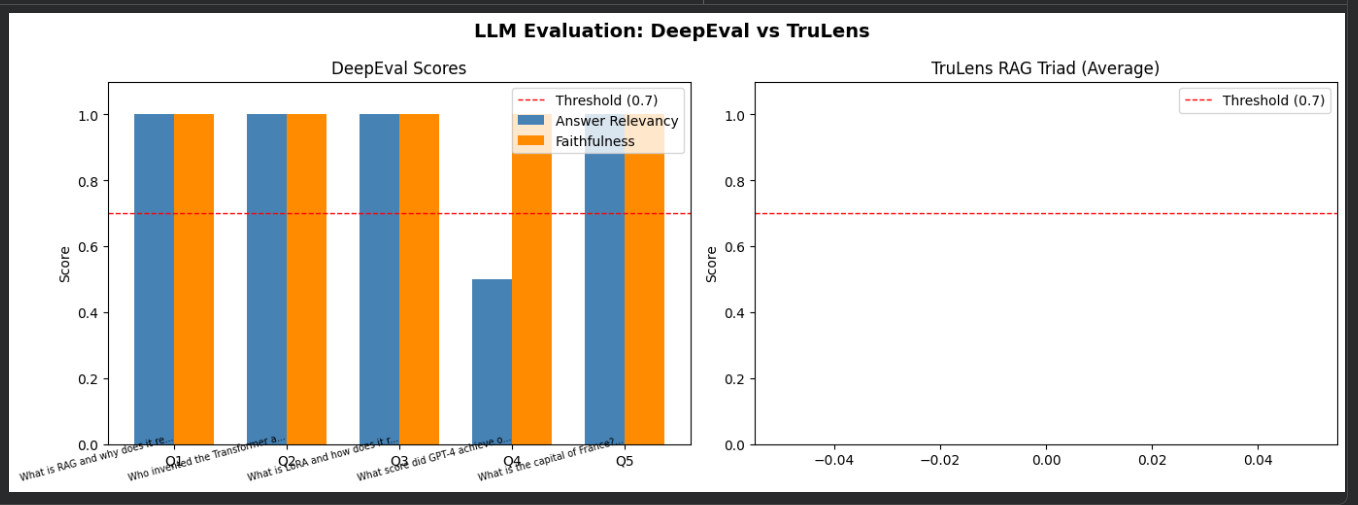 LLM Evaluation: DeepEval vs TruLens
DeepEval Scores
Threshold (0.7)
Answer Relevancy
Faithfulness
Score
1.0
0.8
0.6
0.4
0.2
0.0
Q1
Q2
Q3
Q4
Q5
What is RAG and why does it re...
Who invented the Transformer a...
What is LoRA and how does it r...
What score did GPT-4 achieve o...
What is the capital of France?...
TruLens RAG Triad (Average)
Threshold (0.7)
Score
1.0
0.8
0.6
0.4
0.2
0.0
−0.04
−0.02
0.00
0.02
0.04